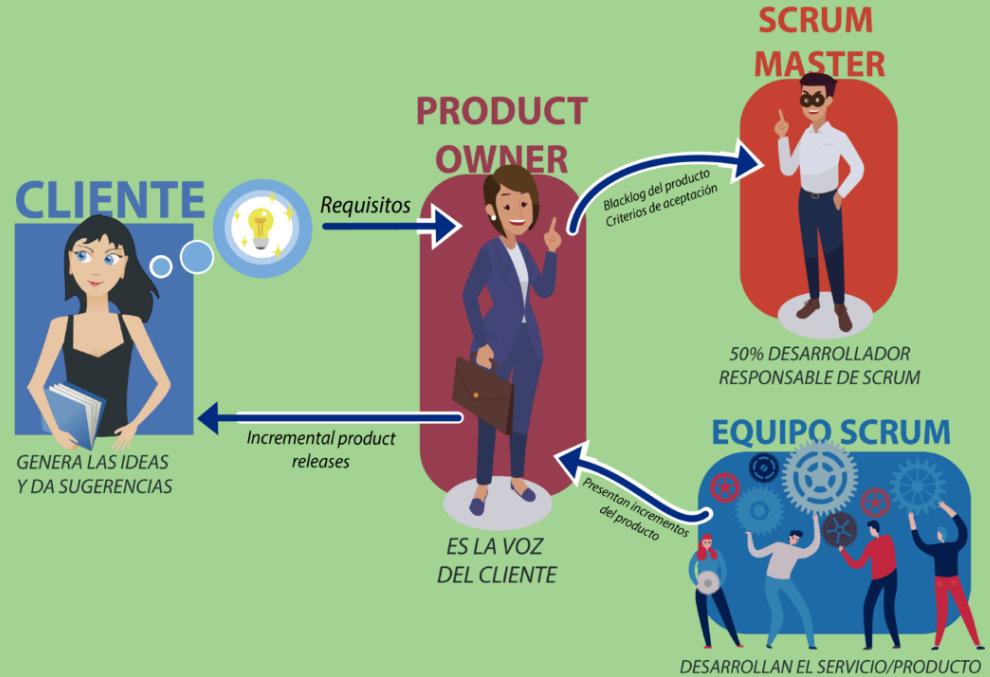 SCRUM
MASTER
PRODUCT
OWNER
CLIENTE
Requisitos
Blacklog del producto
Criterios de aceptación
50% DESARROLLADOR
RESPONSABLE DE SCRUM
Incremental product
releases
EQUIPO SCRUM
GENERA LAS IDEAS
Y DA SUGERENCIAS
Presentan incrementos
del producto
ES LA VOZ
DEL CLIENTE
DESARROLLAN EL SERVICIO/PRODUCTO